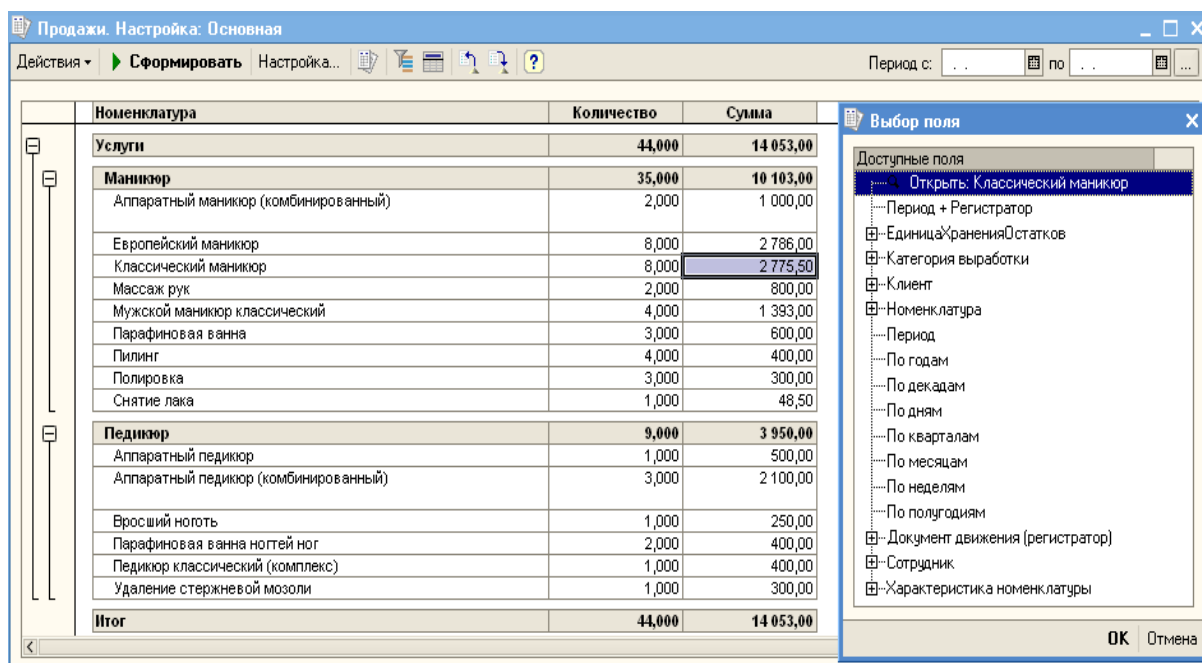 Продажи. Настройка: Основная
Действия Сформировать Настройка... ? Период с: . . по . . ...
Номенклатура Количество Сумма
Услуги 44,000 14 053,00
Маникюр 35,000 10 103,00
Аппаратный маникюр (комбинированный) 2,000 1 000,00
Европейский маникюр 8,000 2 786,00
Классический маникюр 8,000 2 775,50
Массаж рук 2,000 800,00
Мужской маникюр классический 4,000 1 393,00
Парафиновая ванна 3,000 600,00
Пилинг 4,000 400,00
Полировка 3,000 300,00
Снятие лака 1,000 48,50
Педикюр 9,000 3 950,00
Аппаратный педикюр 1,000 500,00
Аппаратный педикюр (комбинированный) 3,000 2 100,00
Вросший ноготь 1,000 250,00
Парафиновая ванна ногтей ног 2,000 400,00
Педикюр классический (комплекс) 1,000 400,00
Удаление стержневой мозоли 1,000 300,00
Итог 44,000 14 053,00
Выбор поля
Доступные поля
Открыть: Классический маникюр
Период + Регистратор
ЕдиницаХраненияОстатков
Категория выработки
Клиент
Номенклатура
Период
По годам
По декадам
По дням
По кварталам
По месяцам
По неделям
По полугодиям
Документ движения (регистратор)
Сотрудник
Характеристика номенклатуры
OK Отмена